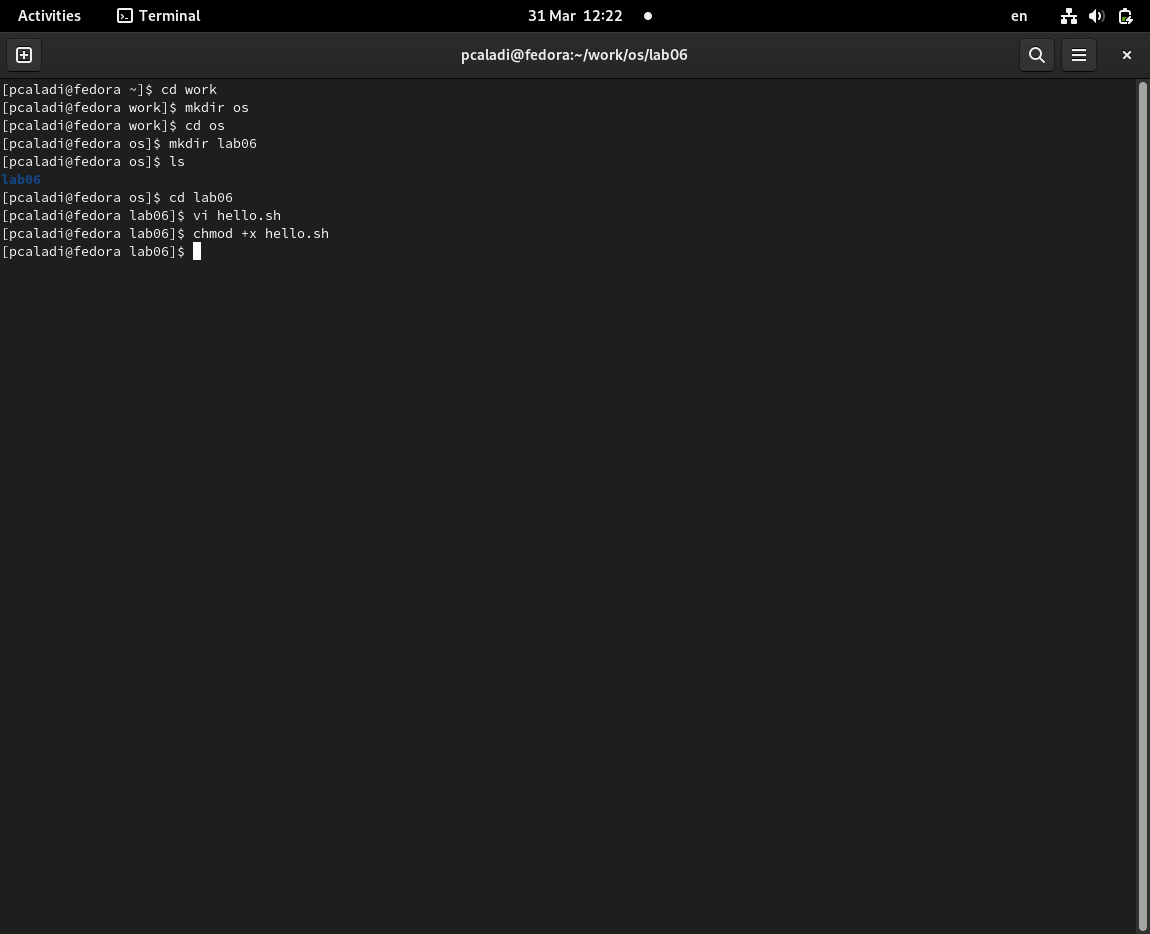 Activities Terminal 31 Mar 12:22 en
pcaladi@fedora:~/work/os/lab06
[pcaladi@fedora ~]$ cd work
[pcaladi@fedora work]$ mkdir os
[pcaladi@fedora work]$ cd os
[pcaladi@fedora os]$ mkdir lab06
[pcaladi@fedora os]$ ls
lab06
[pcaladi@fedora os]$ cd lab06
[pcaladi@fedora lab06]$ vi hello.sh
[pcaladi@fedora lab06]$ chmod +x hello.sh
[pcaladi@fedora lab06]$